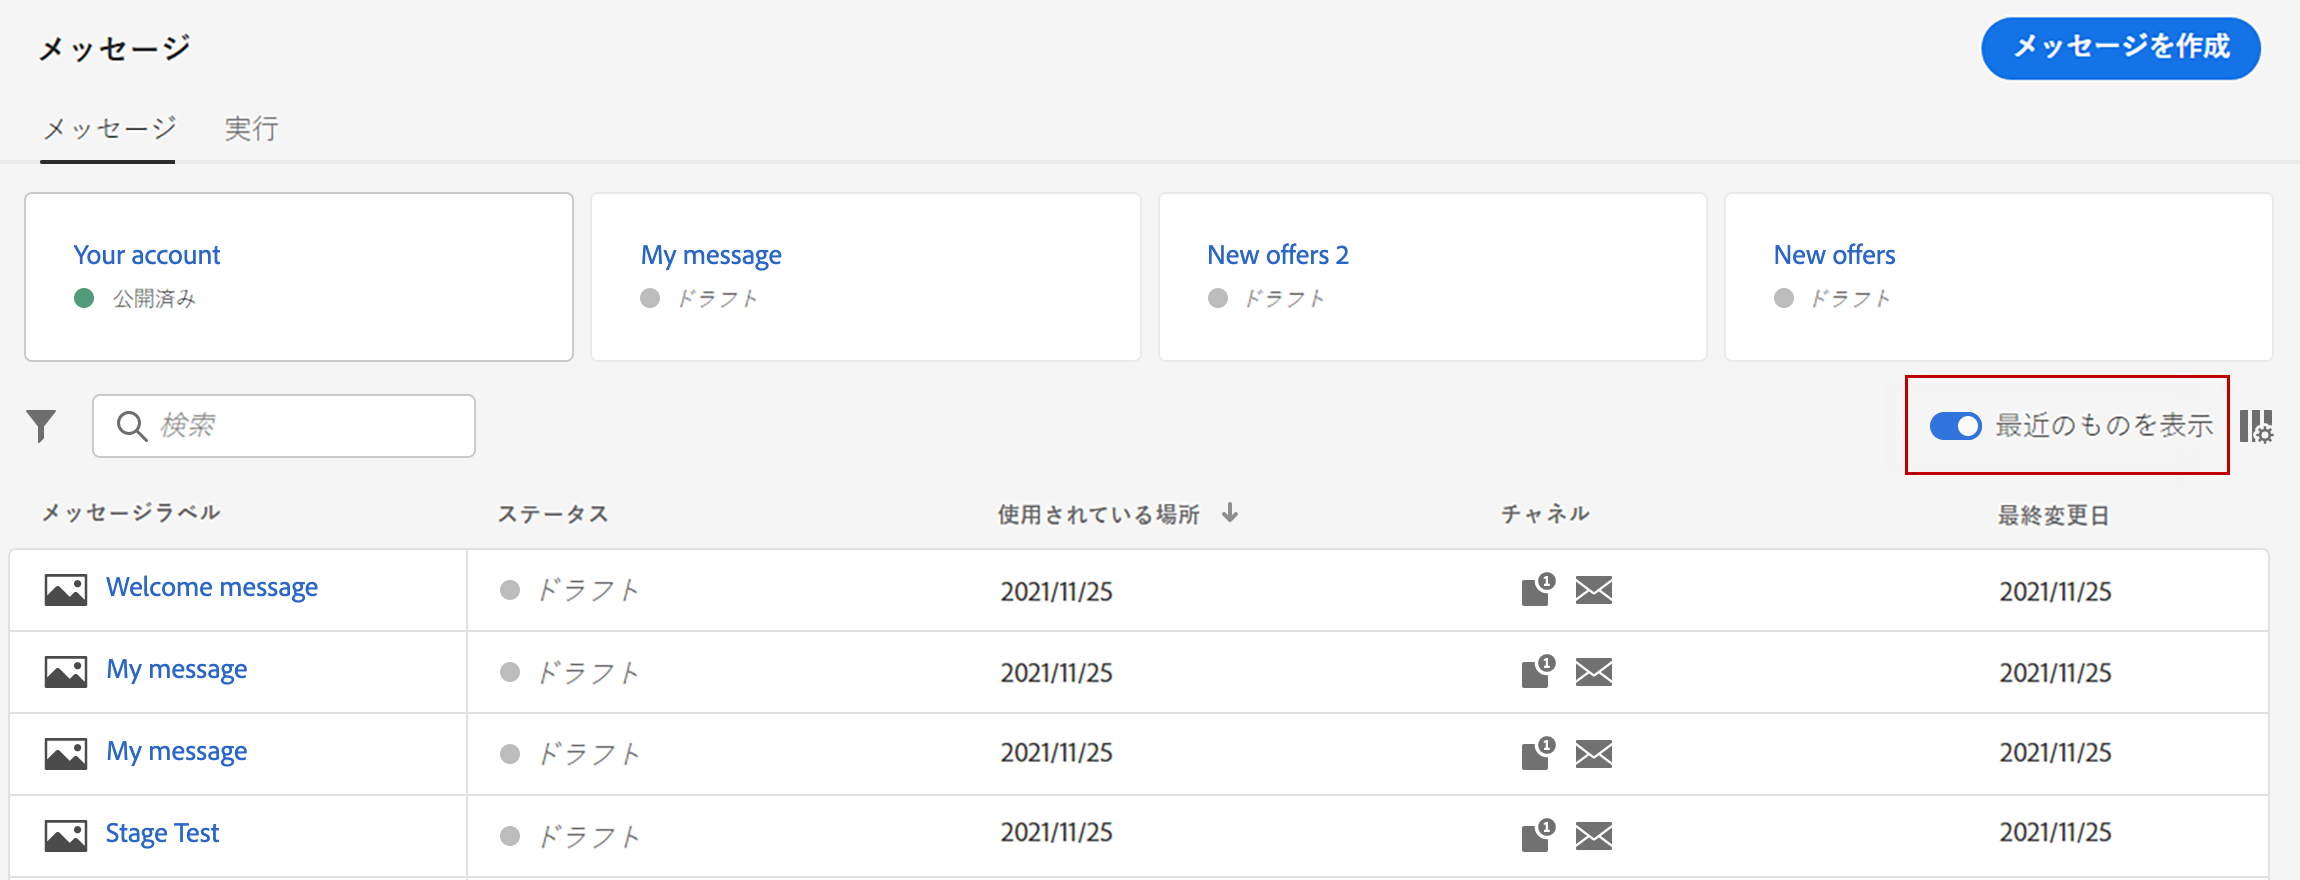 メッセージ
メッセージを作成
メッセージ 実行
Your account
公開済み
My message
ドラフト
New offers 2
ドラフト
New offers
ドラフト
検索
最近のものを表示
メッセージラベル ステータス 使用されている場所 チャネル 最終変更日
Welcome message ドラフト 2021/11/25 1 2021/11/25
My message ドラフト 2021/11/25 1 2021/11/25
My message ドラフト 2021/11/25 1 2021/11/25
Stage Test ドラフト 2021/11/25 1 2021/11/25